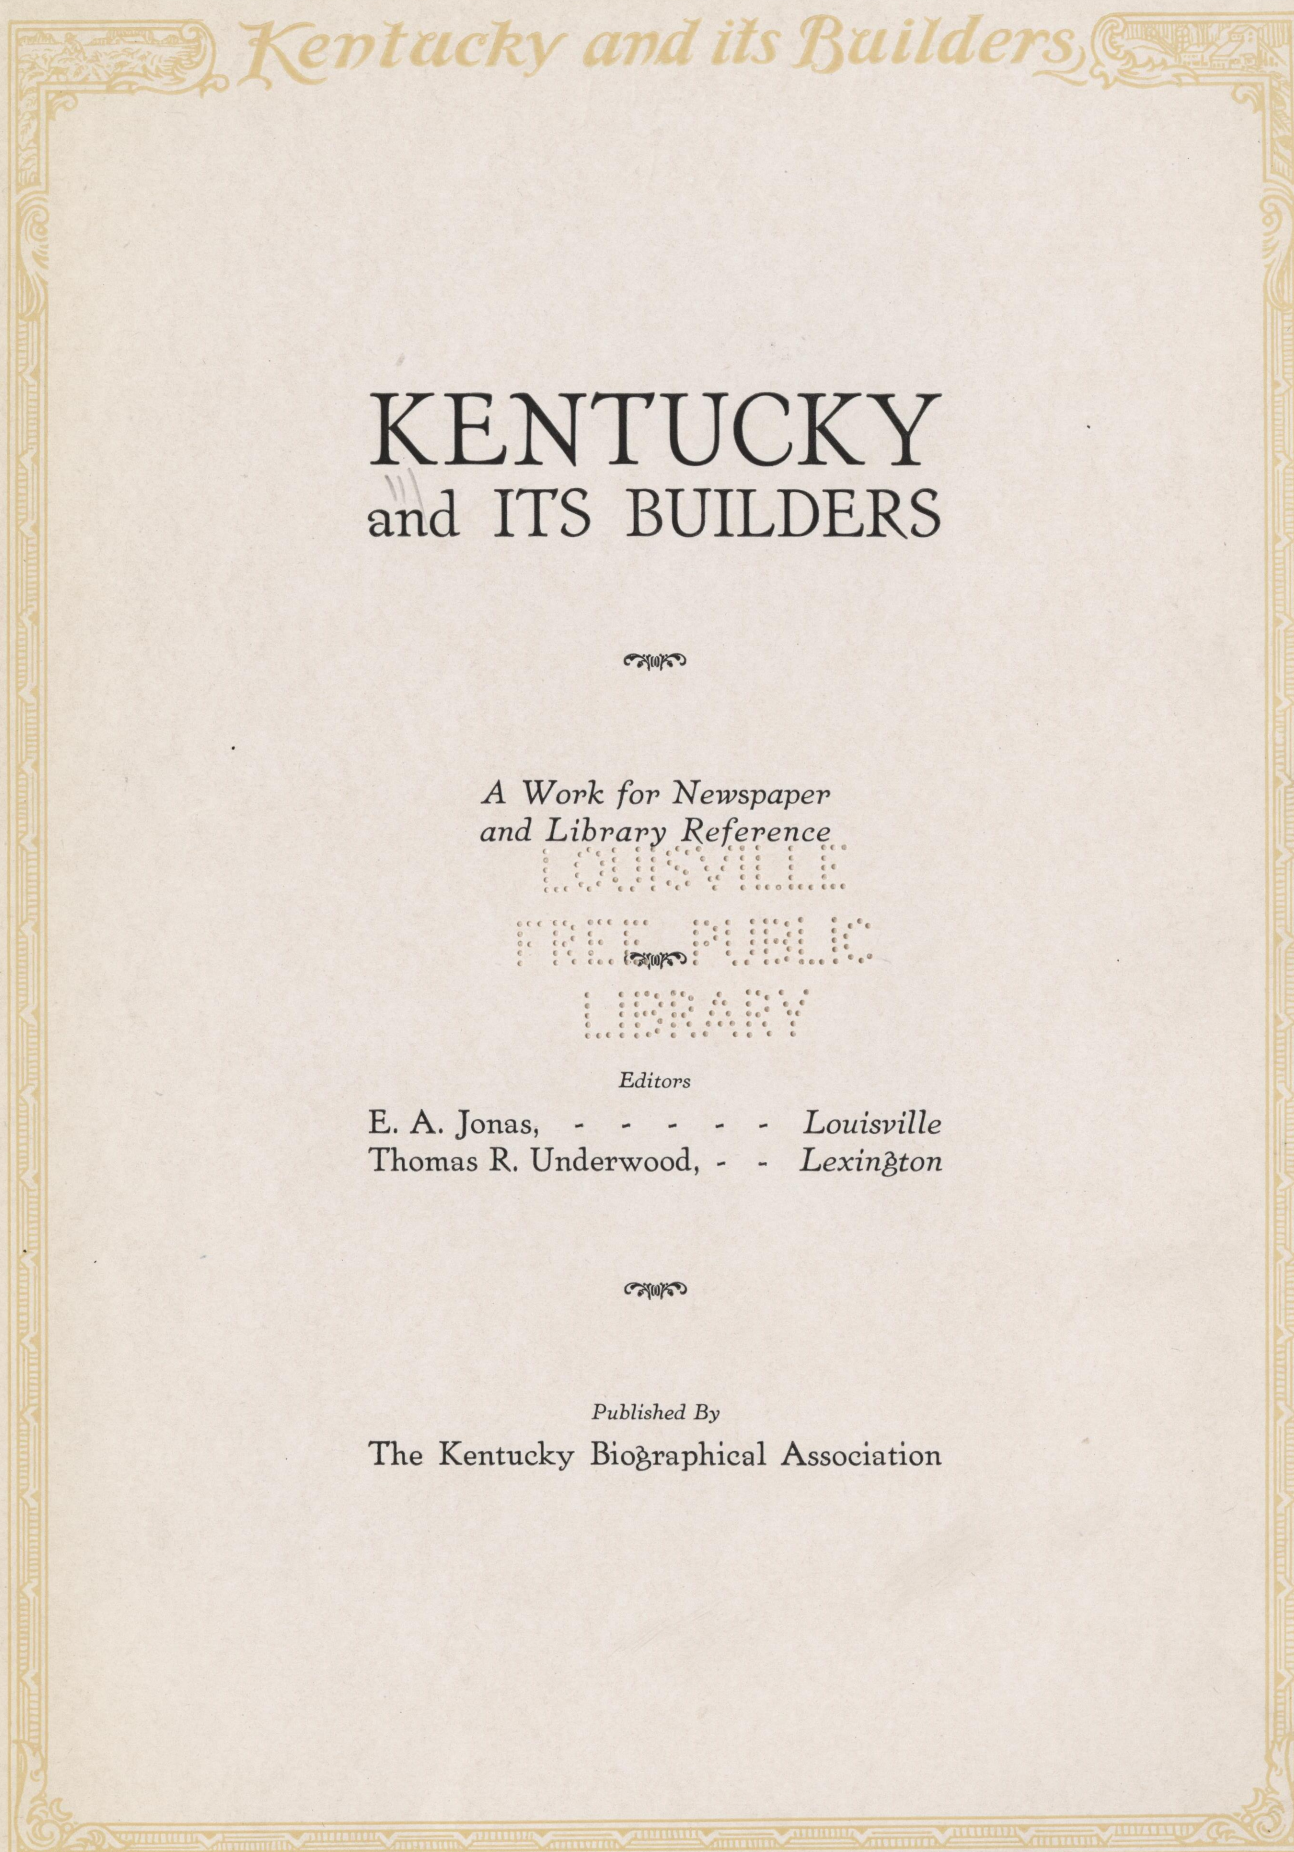 Kentucky and its Builders
KENTUCKY
and ITS BUILDERS
A Work for Newspaper
and Library Reference
LOUISVILLE
FREE PUBLIC
LIBRARY
Editors
E. A. Jonas, - - - - - Louisville
Thomas R. Underwood, - - Lexington
Published By
The Kentucky Biographical Association